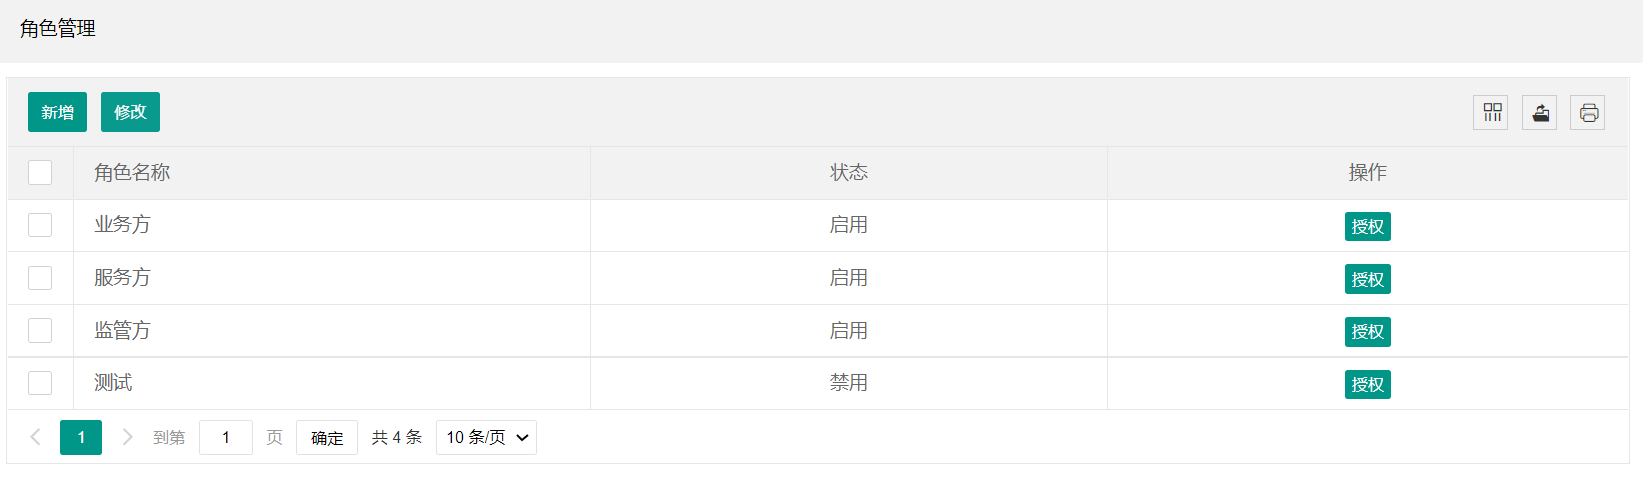 角色管理
新增 修改
角色名称 状态 操作
业务方 启用 授权
服务方 启用 授权
监管方 启用 授权
测试 禁用 授权
1 到第 1 页 确定 共 4 条 10 条/页